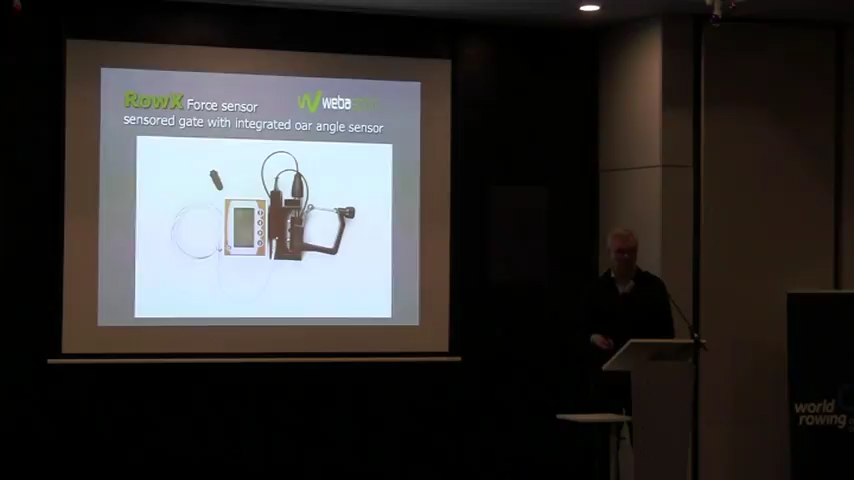 RowX Force sensor
weba
sensored gate with integrated oar angle sensor
world
rowing